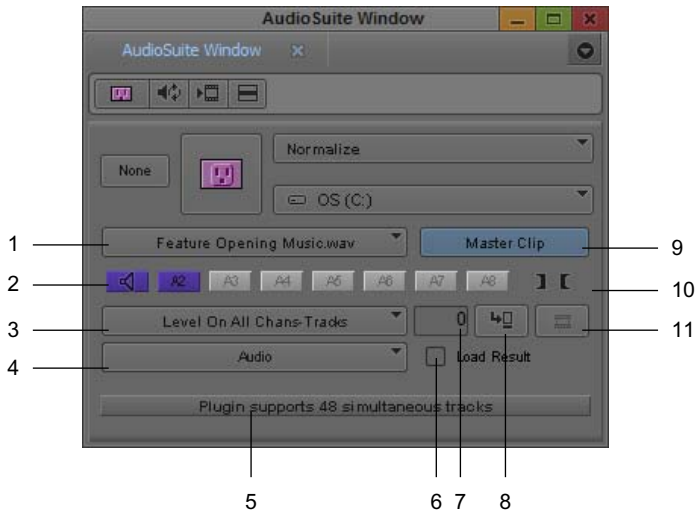 AudioSuite Window
AudioSuite Window
None
Normalize
OS (C:)
1
Feature Opening Music.wav
Master Clip
9
2
A2 A3 A4 A5 A6 A7 A8
] [
10
3
Level On All Chans-Tracks
0
11
4
Audio
Load Result
Plugin supports 48 simultaneous tracks
5 6 7 8